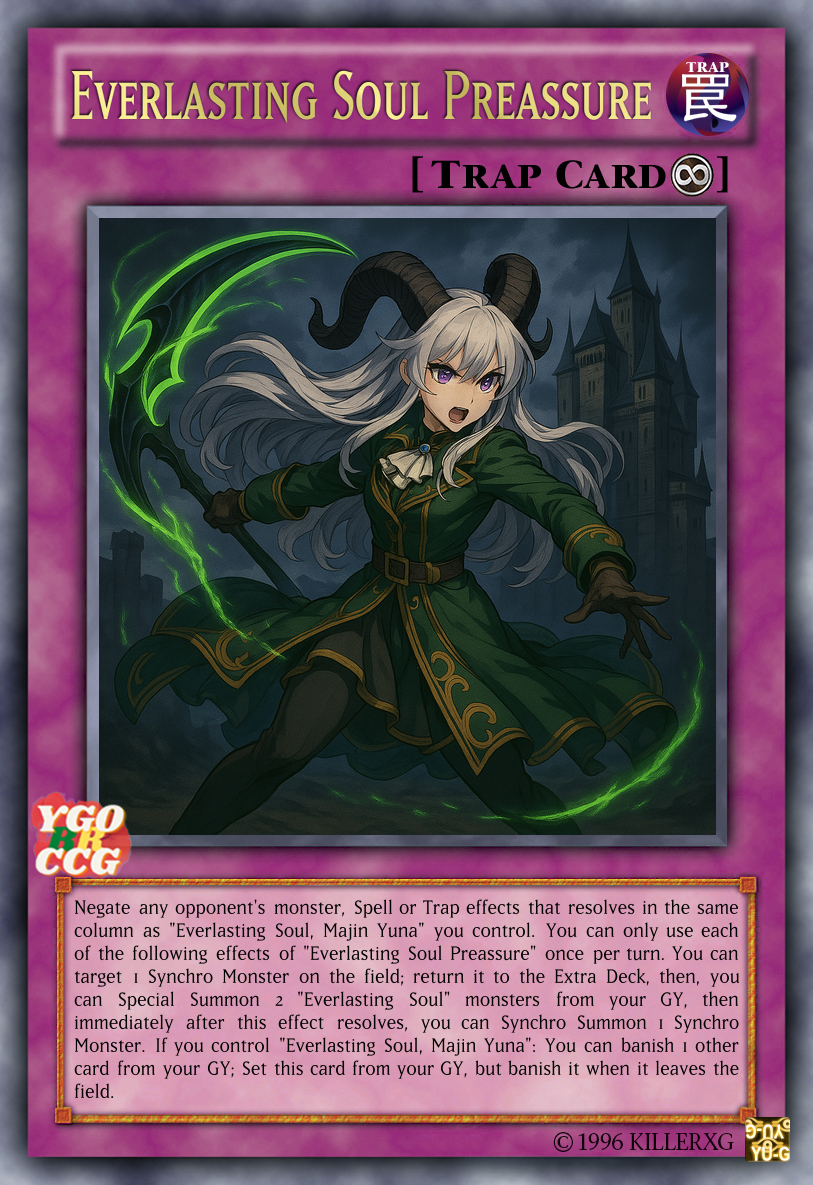 EVERLASTING SOUL PREASSURE
TRAP
罠
[TRAP CARD∞]
YGO
BR
CCG
Negate any opponent's monster, Spell or Trap effects that resolves in the same
column as "Everlasting Soul, Majin Yuna" you control. You can only use each
of the following effects of "Everlasting Soul Preassure" once per turn. You can
target 1 Synchro Monster on the field; return it to the Extra Deck, then, you
can Special Summon 2 "Everlasting Soul" monsters from your GY, then
immediately after this effect resolves, you can Synchro Summon 1 Synchro
Monster. If you control "Everlasting Soul, Majin Yuna": You can banish 1 other
card from your GY; Set this card from your GY, but banish it when it leaves the
field.
© 1996 KILLERXG